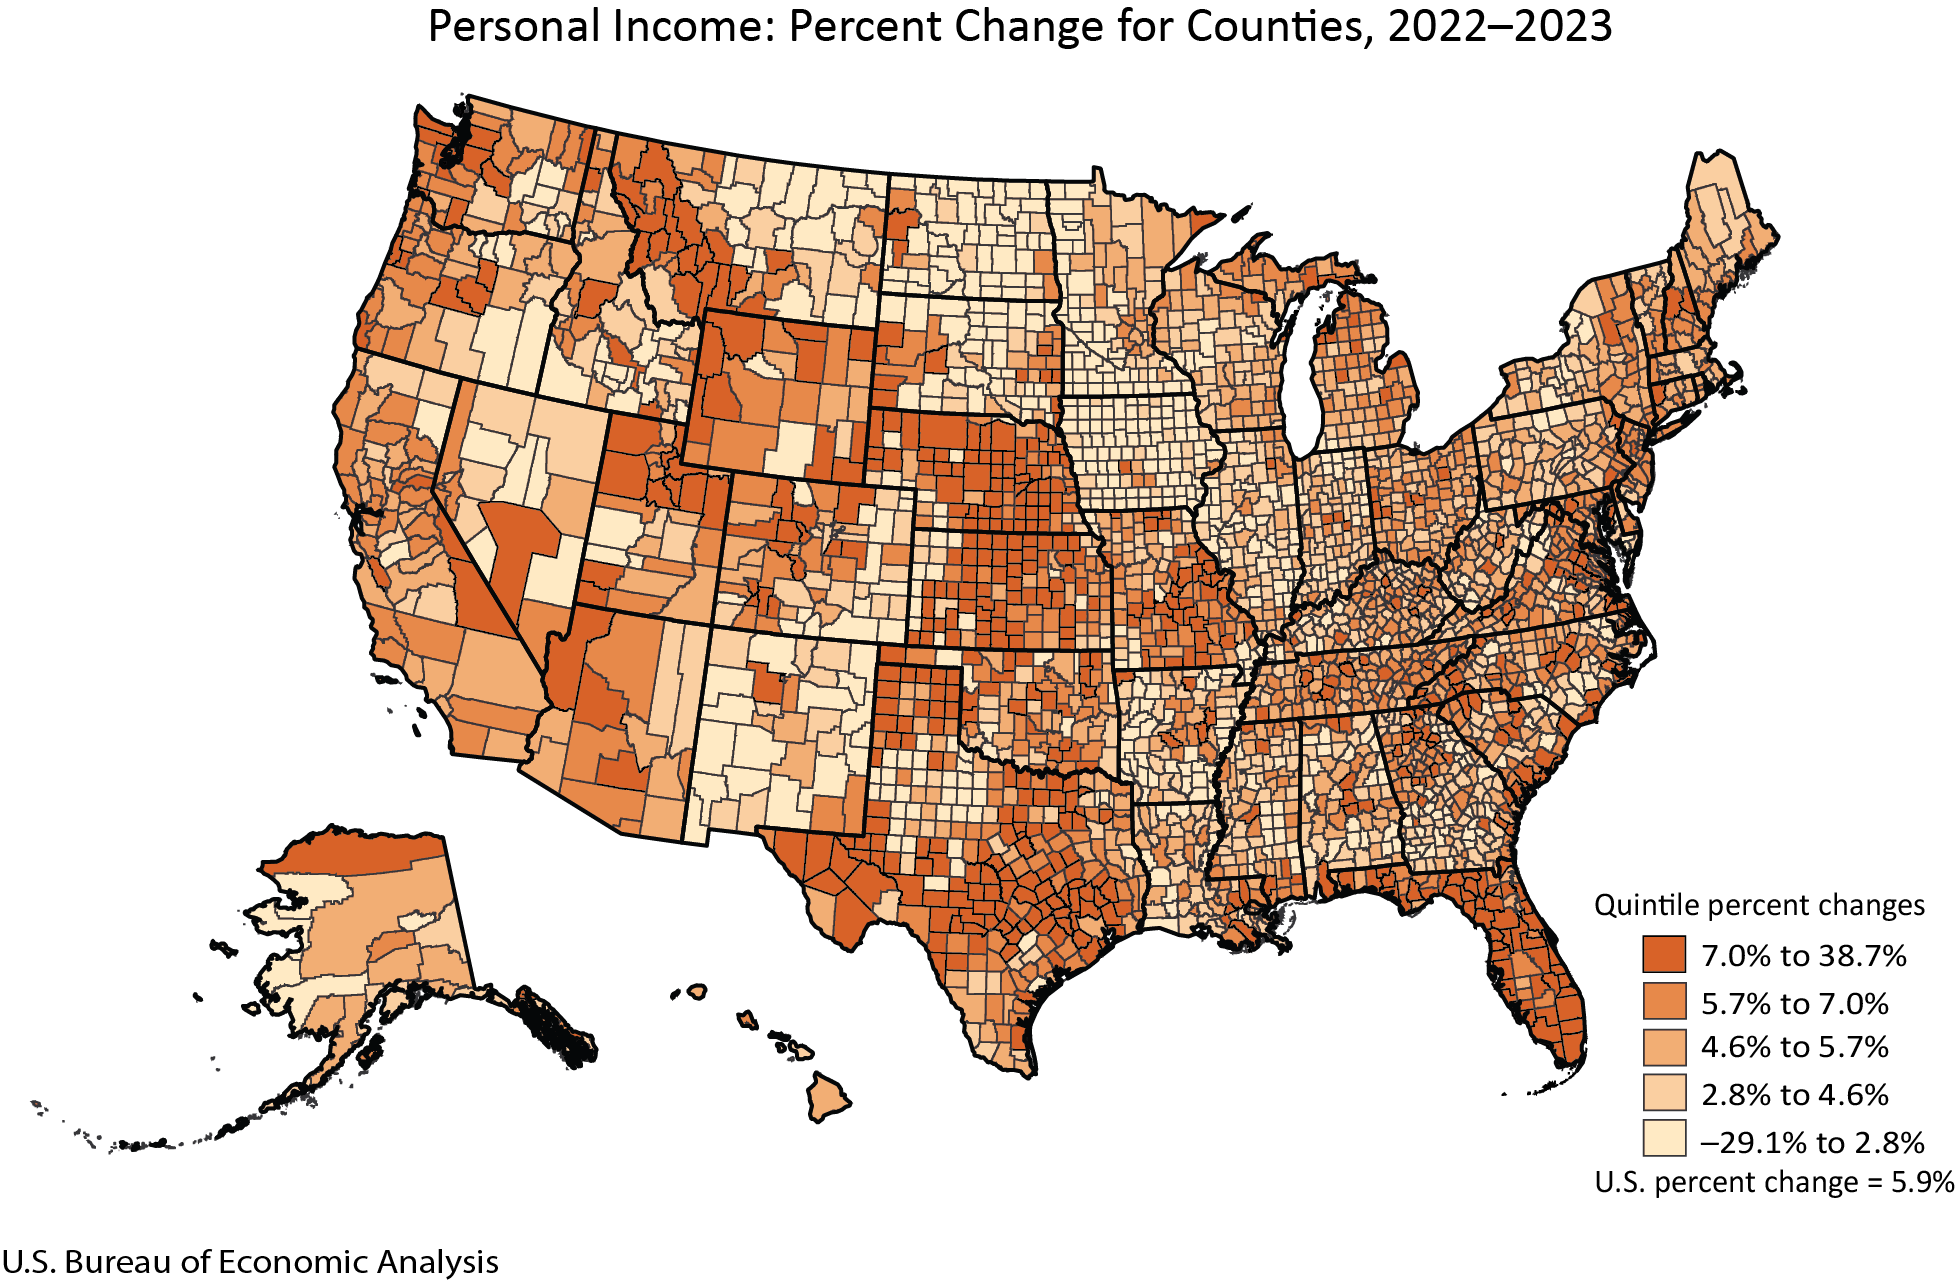 Personal Income: Percent Change for Counties, 2022–2023
Quintile percent changes
7.0% to 38.7%
5.7% to 7.0%
4.6% to 5.7%
2.8% to 4.6%
–29.1% to 2.8%
U.S. percent change = 5.9%
U.S. Bureau of Economic Analysis